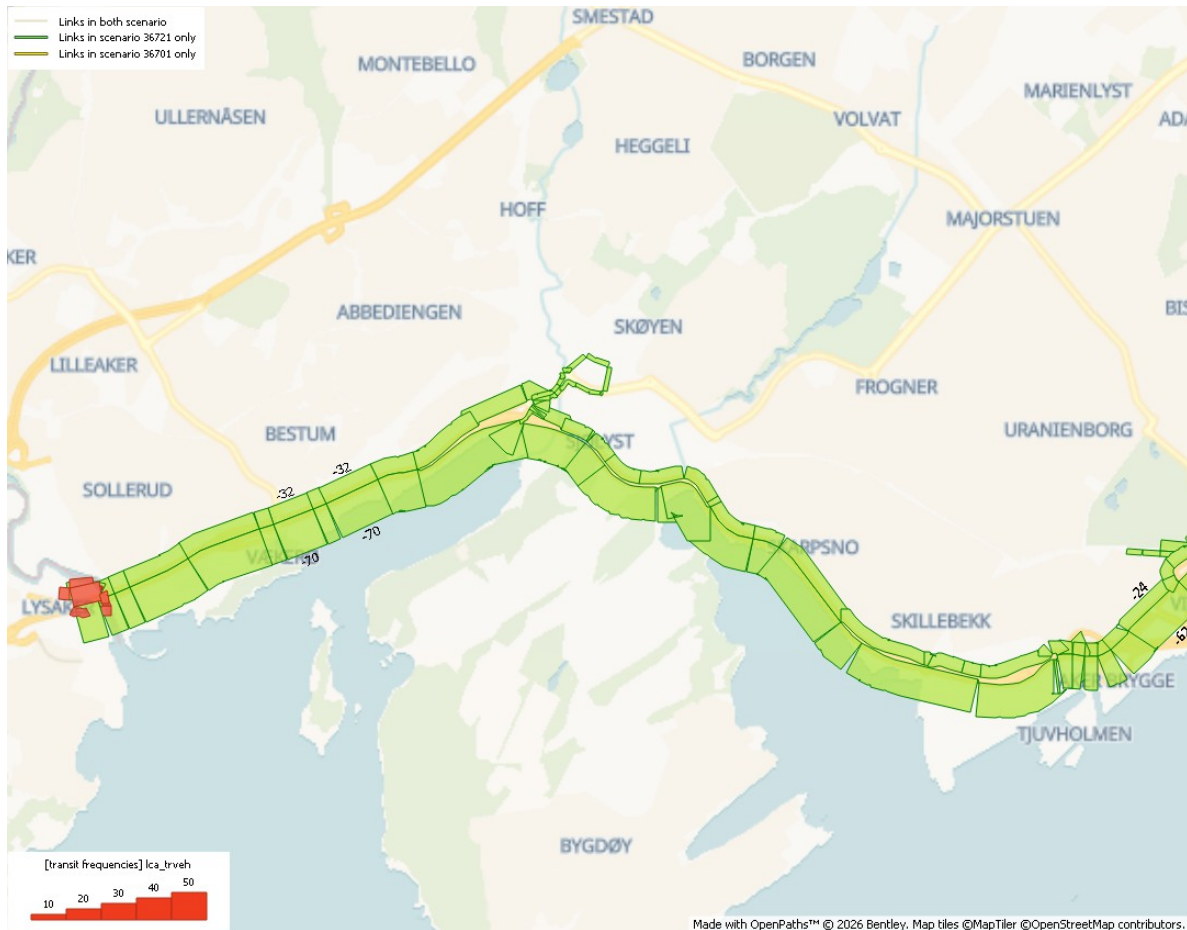 Links in both scenario
Links in scenario 36721 only
Links in scenario 36701 only
SMESTAD
MONTEBELLO
BORGEN
MARIENLYST
ULLERNÅSEN
VOLVAT
HEGGELI
HOFF
MAJORSTUEN
ABBEDIENGEN
SKØYEN
LILLEAKER
FROGNER
BESTUM
URANIENBORG
-32
-32
SOLLERUD
-70
-70
-24
SKILLEBEKK
AKER BRYGGE
TJUVHOLMEN
BYGDØY
[transit frequencies] lca_trveh
10 20 30 40 50
Made with OpenPaths™ © 2026 Bentley. Map tiles ©MapTiler ©OpenStreetMap contributors.